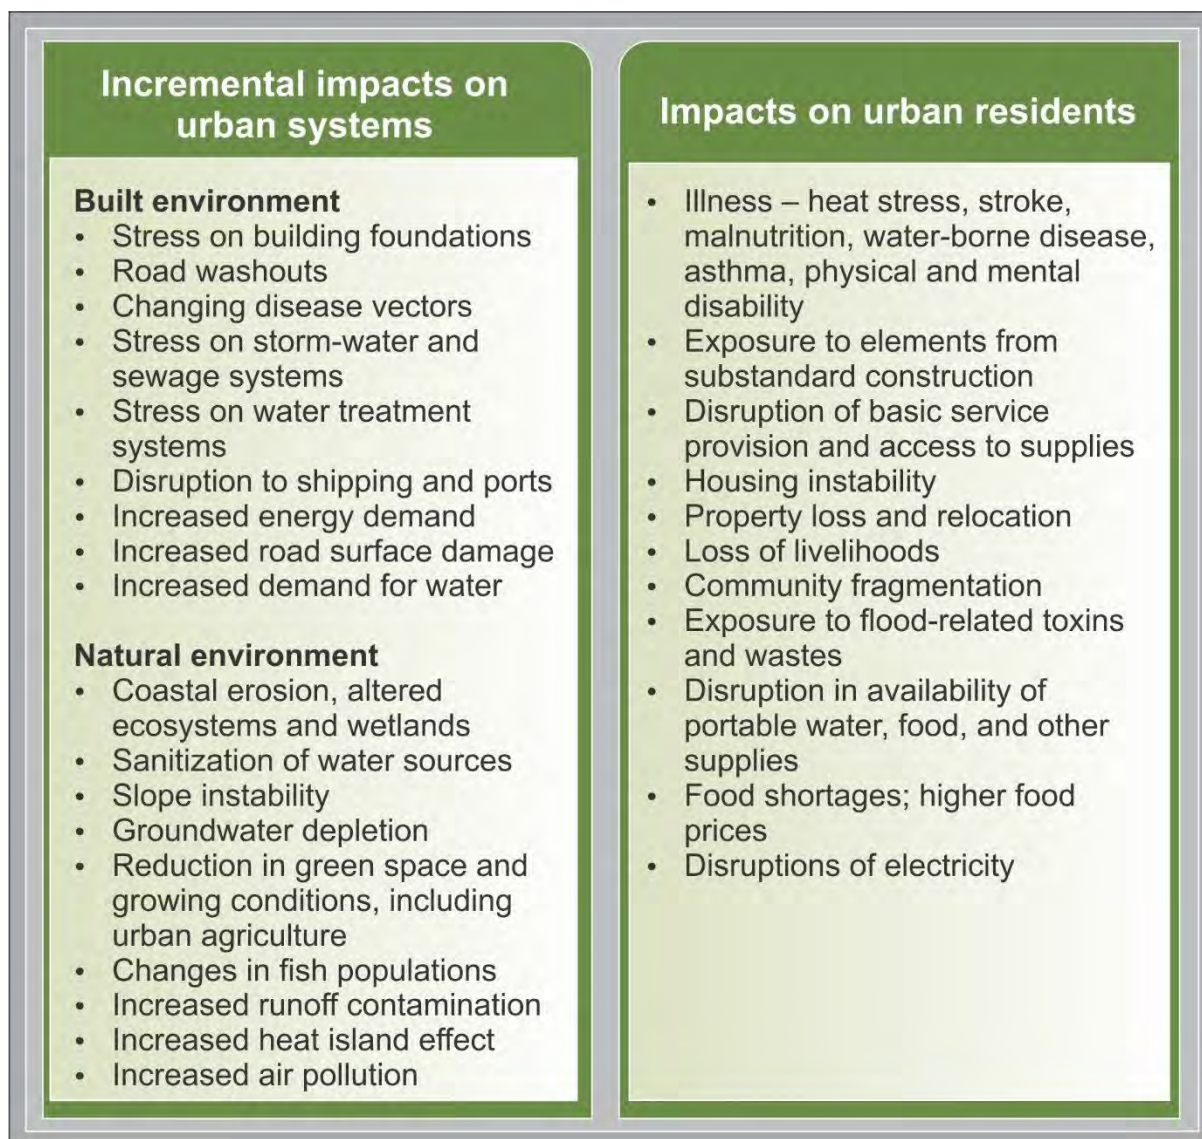 Incremental impacts on
urban systems
Built environment
• Stress on building foundations
• Road washouts
• Changing disease vectors
• Stress on storm-water and
sewage systems
• Stress on water treatment
systems
• Disruption to shipping and ports
• Increased energy demand
• Increased road surface damage
• Increased demand for water
Natural environment
• Coastal erosion, altered
ecosystems and wetlands
• Sanitization of water sources
• Slope instability
• Groundwater depletion
• Reduction in green space and
growing conditions, including
urban agriculture
• Changes in fish populations
• Increased runoff contamination
• Increased heat island effect
• Increased air pollution
Impacts on urban residents
• Illness – heat stress, stroke,
malnutrition, water-borne disease,
asthma, physical and mental
disability
• Exposure to elements from
substandard construction
• Disruption of basic service
provision and access to supplies
• Housing instability
• Property loss and relocation
• Loss of livelihoods
• Community fragmentation
• Exposure to flood-related toxins
and wastes
• Disruption in availability of
portable water, food, and other
supplies
• Food shortages; higher food
prices
• Disruptions of electricity